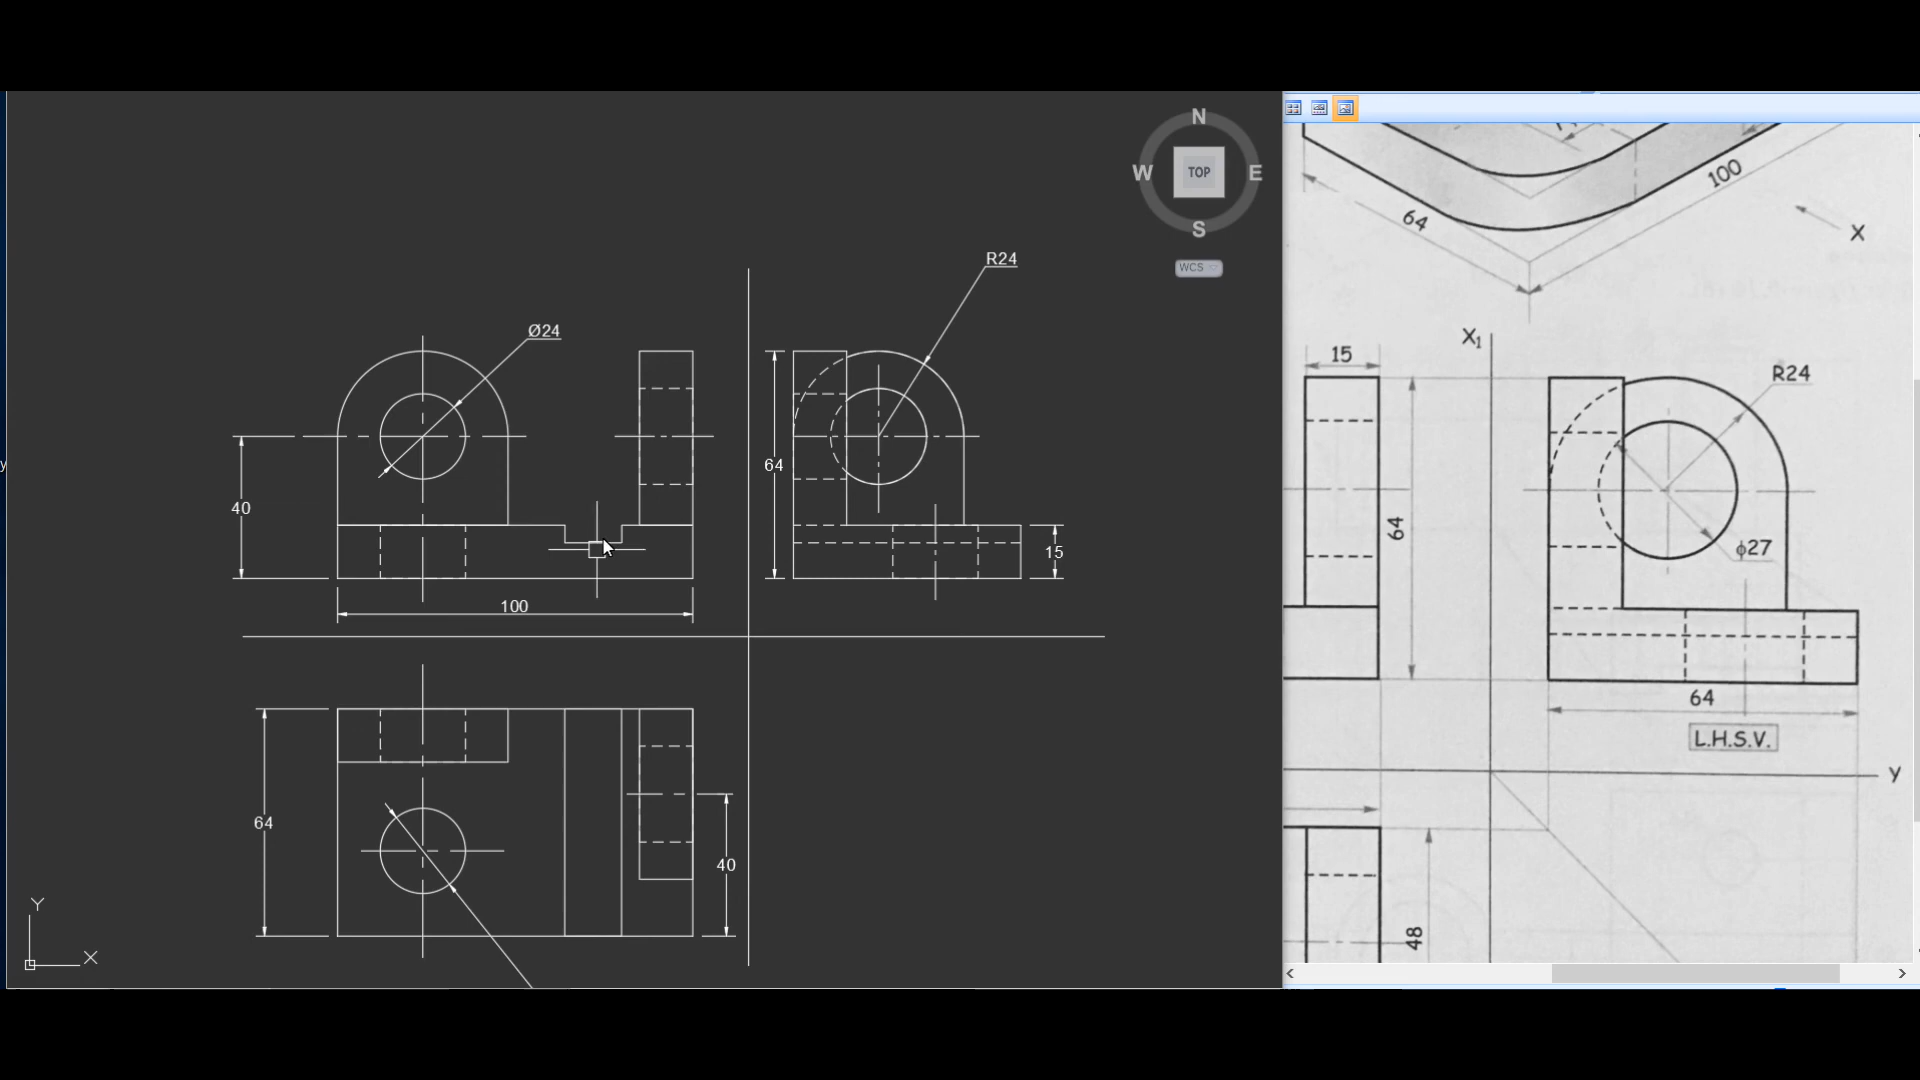 N
W TOP E
S
WCS
R24
Ø24
40
64
15
100
64
40
Y
X
y
100
64
X
X₁
15
R24
64
ϕ27
64
L.H.S.V.
y
48